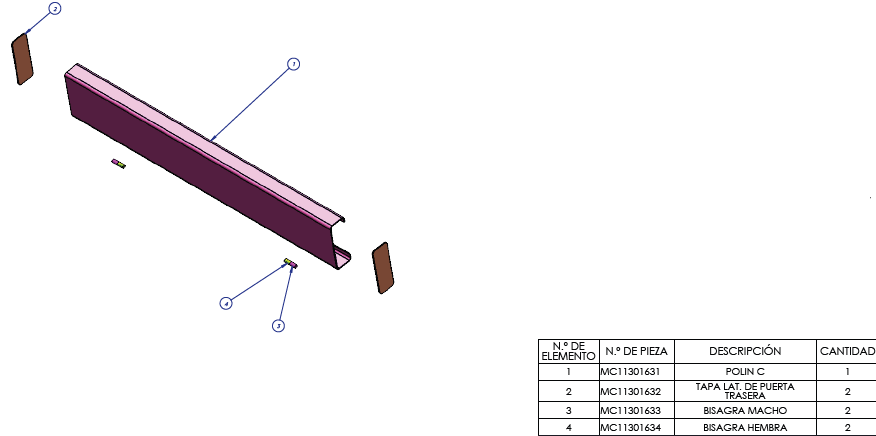 2
1
4
3
N.º DE ELEMENTO N.º DE PIEZA DESCRIPCIÓN CANTIDAD
1 MC11301631 POLIN C 1
2 MC11301632 TAPA LAT. DE PUERTA TRASERA 2
3 MC11301633 BISAGRA MACHO 2
4 MC11301634 BISAGRA HEMBRA 2